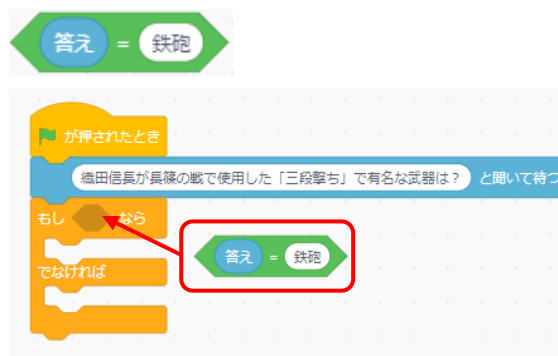 答え = 鉄砲
が押されたとき
織田信長が長篠の戦で使用した「三段撃ち」で有名な武器は？ と聞いて待つ
もし なら
答え = 鉄砲
でなければ